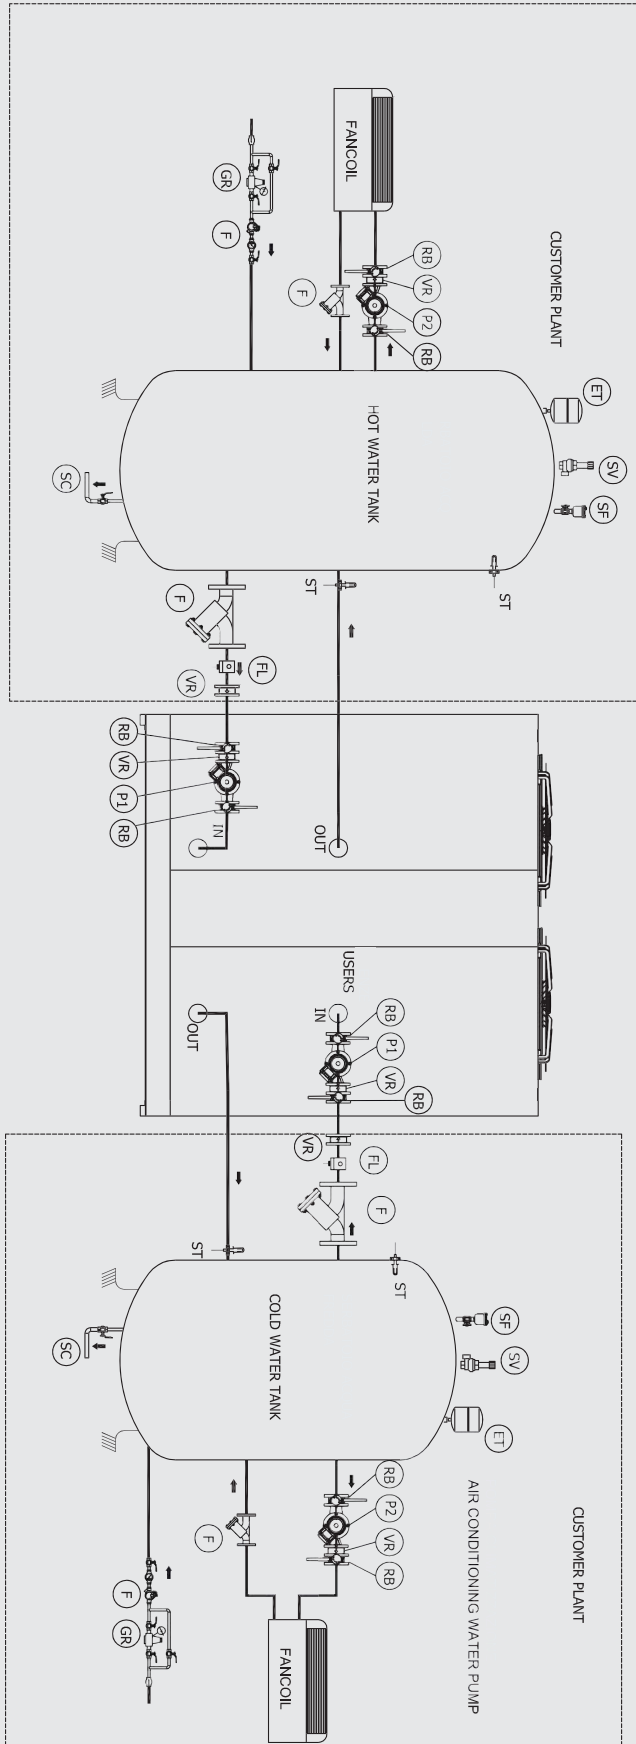 CUSTOMER PLANT
ET
SV
SF
ST
FANCOIL
RB
VR
P2
RB
GR
F
F
HOT WATER TANK
SC
ST
F
FL
VR
RB
VR
P1
RB
IN
OUT
USERS
IN
OUT
RB
P1
VR
RB
VR
FL
F
ST
ST
CUSTOMER PLANT
AIR CONDITIONING WATER PUMP
SF
SV
ET
COLD WATER TANK
SC
RB
P2
VR
RB
F
F
GR
FANCOIL